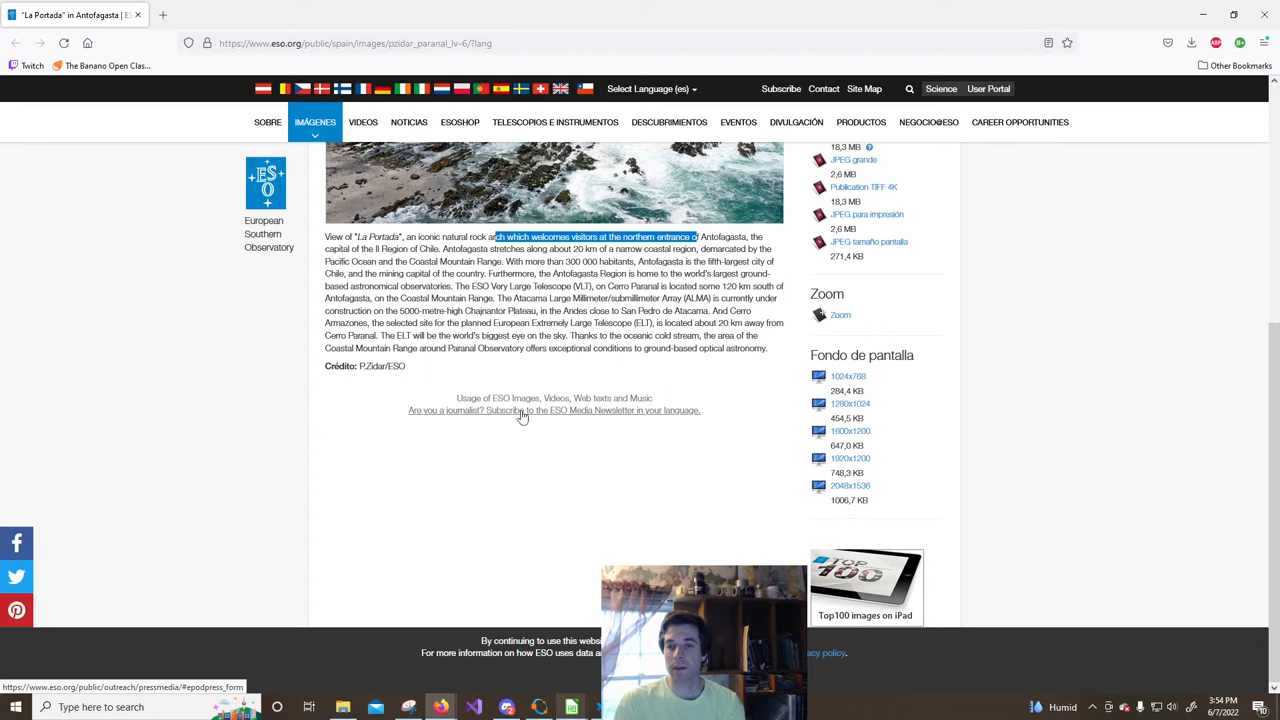 "La Portada" in Antofagasta | ES
https://www.eso.org/public/spain/images/pzidar_paranal_lv-6/?lang
Twitch
The Banano Open Clas...
Other Bookmarks
Select Language (es)
Subscribe
Contact
Site Map
Science
User Portal
SOBRE
IMÁGENES
VIDEOS
NOTICIAS
ESOSHOP
TELESCOPIOS E INSTRUMENTOS
DESCUBRIMIENTOS
EVENTOS
DIVULGACIÓN
PRODUCTOS
NEGOCIO@ESO
CAREER OPPORTUNITIES
ES
O
European
Southern
Observatory
View of "La Portada", an iconic natural rock arch which welcomes visitors at the northern entrance of Antofagasta, the
capital of the II Region of Chile. Antofagasta stretches along about 20 km of a narrow coastal region, demarcated by the
Pacific Ocean and the Coastal Mountain Range. With more than 300 000 habitants, Antofagasta is the fifth-largest city of
Chile, and the mining capital of the country. Furthermore, the Antofagasta Region is home to the world's largest ground-
based astronomical observatories. The ESO Very Large Telescope (VLT), on Cerro Paranal is located some 120 km south of
Antofagasta, on the Coastal Mountain Range. The Atacama Large Millimeter/submillimeter Array (ALMA) is currently under
construction on the 5000-metre-high Chajnantor Plateau, in the Andes close to San Pedro de Atacama. And Cerro
Armazones, the selected site for the planned European Extremely Large Telescope (ELT), is located about 20 km away from
Cerro Paranal. The ELT will be the world's biggest eye on the sky. Thanks to the oceanic cold stream, the area of the
Coastal Mountain Range around Paranal Observatory offers exceptional conditions to ground-based optical astronomy.
Crédito: P.Zidar/ESO
Usage of ESO Images, Videos, Web texts and Music
Are you a journalist? Subscribe to the ESO Media Newsletter in your language.
18,3 MB
JPEG grande
2,6 MB
Publication TIFF 4K
18,3 MB
JPEG para impresión
2,6 MB
JPEG tamaño pantalla
271,4 KB
Zoom
Zoom
Fondo de pantalla
1024x768
284,4 KB
1280x1024
454,5 KB
1600x1200
647,0 KB
1920x1200
748,3 KB
2048x1536
1006,7 KB
TOP
100
Top100 images on iPad
By continuing to use this websi
For more information on how ESO uses data a
acy policy.
https://www.eso.org/public/outreach/pressmedia/#epodpress_form
Type here to search
Humid
3:54 PM
6/7/2022